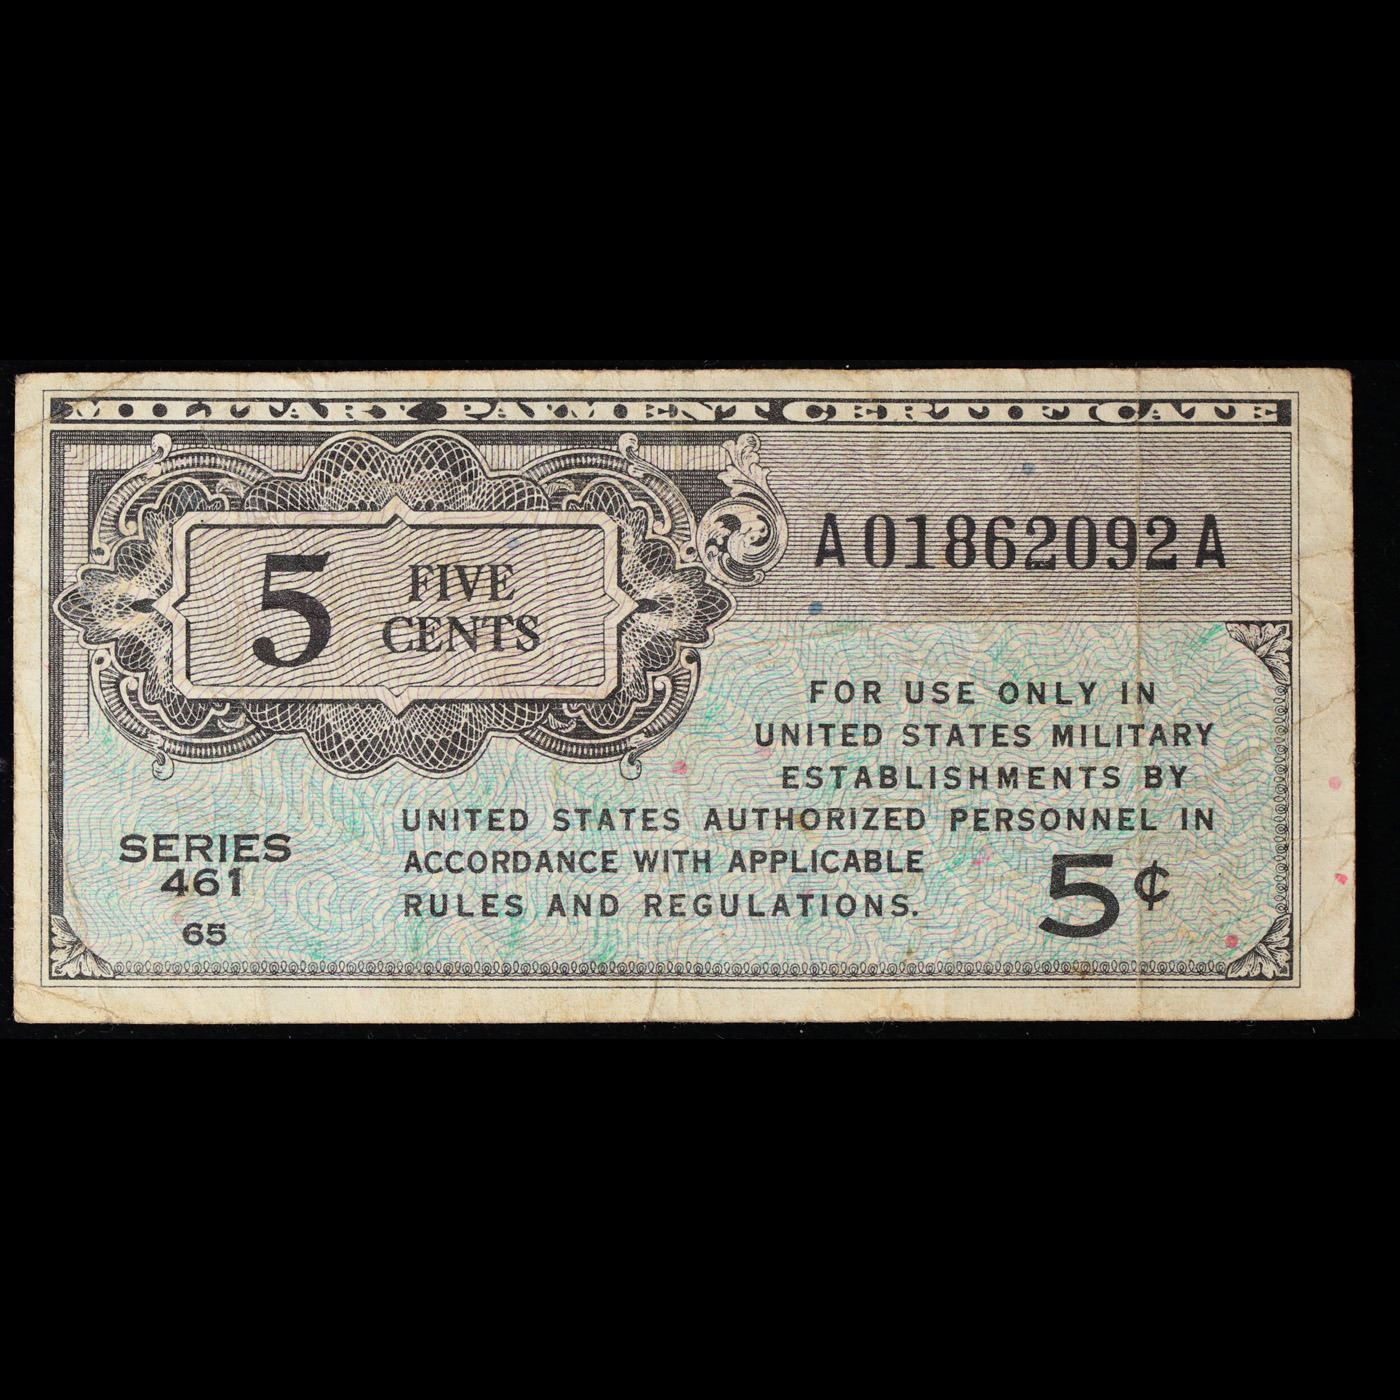 MILITARY PAYMENT CERTIFICATE
A01862092A
5 FIVE CENTS
FOR USE ONLY IN
UNITED STATES MILITARY
ESTABLISHMENTS BY
UNITED STATES AUTHORIZED PERSONNEL IN
ACCORDANCE WITH APPLICABLE
RULES AND REGULATIONS.
SERIES
461
65
5¢